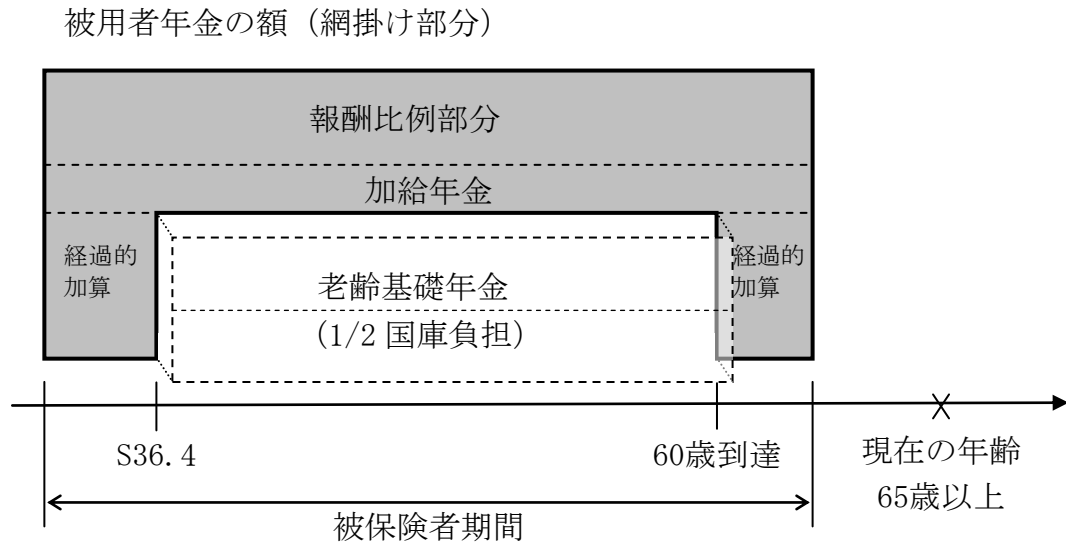 被用者年金の額（網掛け部分）
報酬比例部分
加給年金
経過的
加算
老齢基礎年金
(1/2 国庫負担)
経過的
加算
S36.4
60歳到達
現在の年齢
65歳以上
被保険者期間